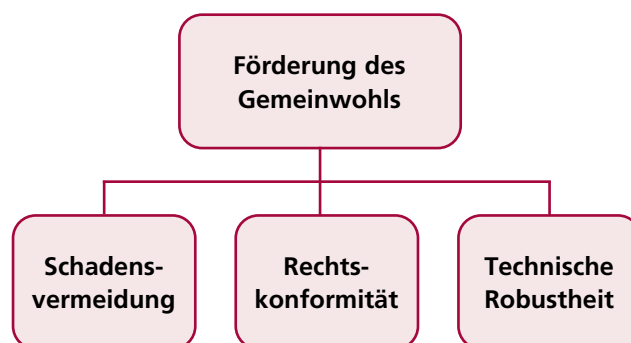 Förderung des
Gemeinwohls
Schadens-
vermeidung
Rechts-
konformität
Technische
Robustheit